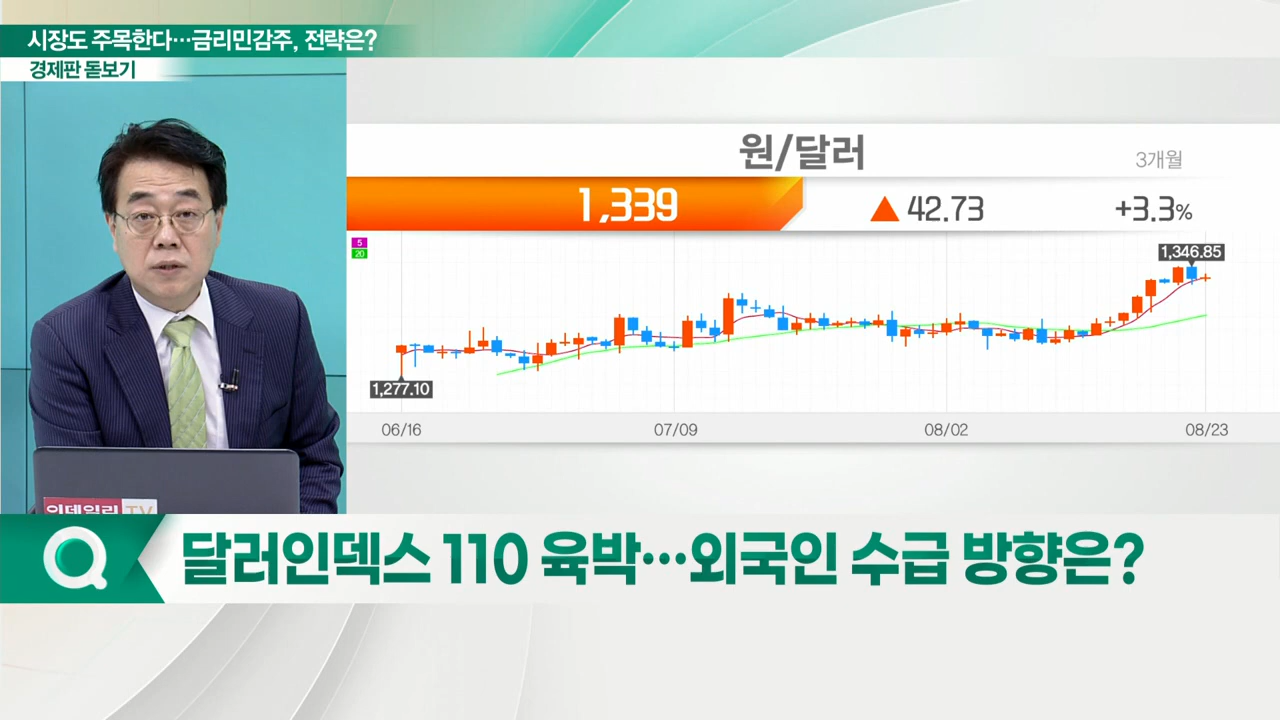 시장도 주목한다…금리민감주, 전략은?
경제판 돋보기
원/달러
3개월
1,339
▲ 42.73
+3.3%
5
20
1,346.85
1,277.10
06/16
07/09
08/02
08/23
이데일리 TV
달러인덱스 110 육박…외국인 수급 방향은?